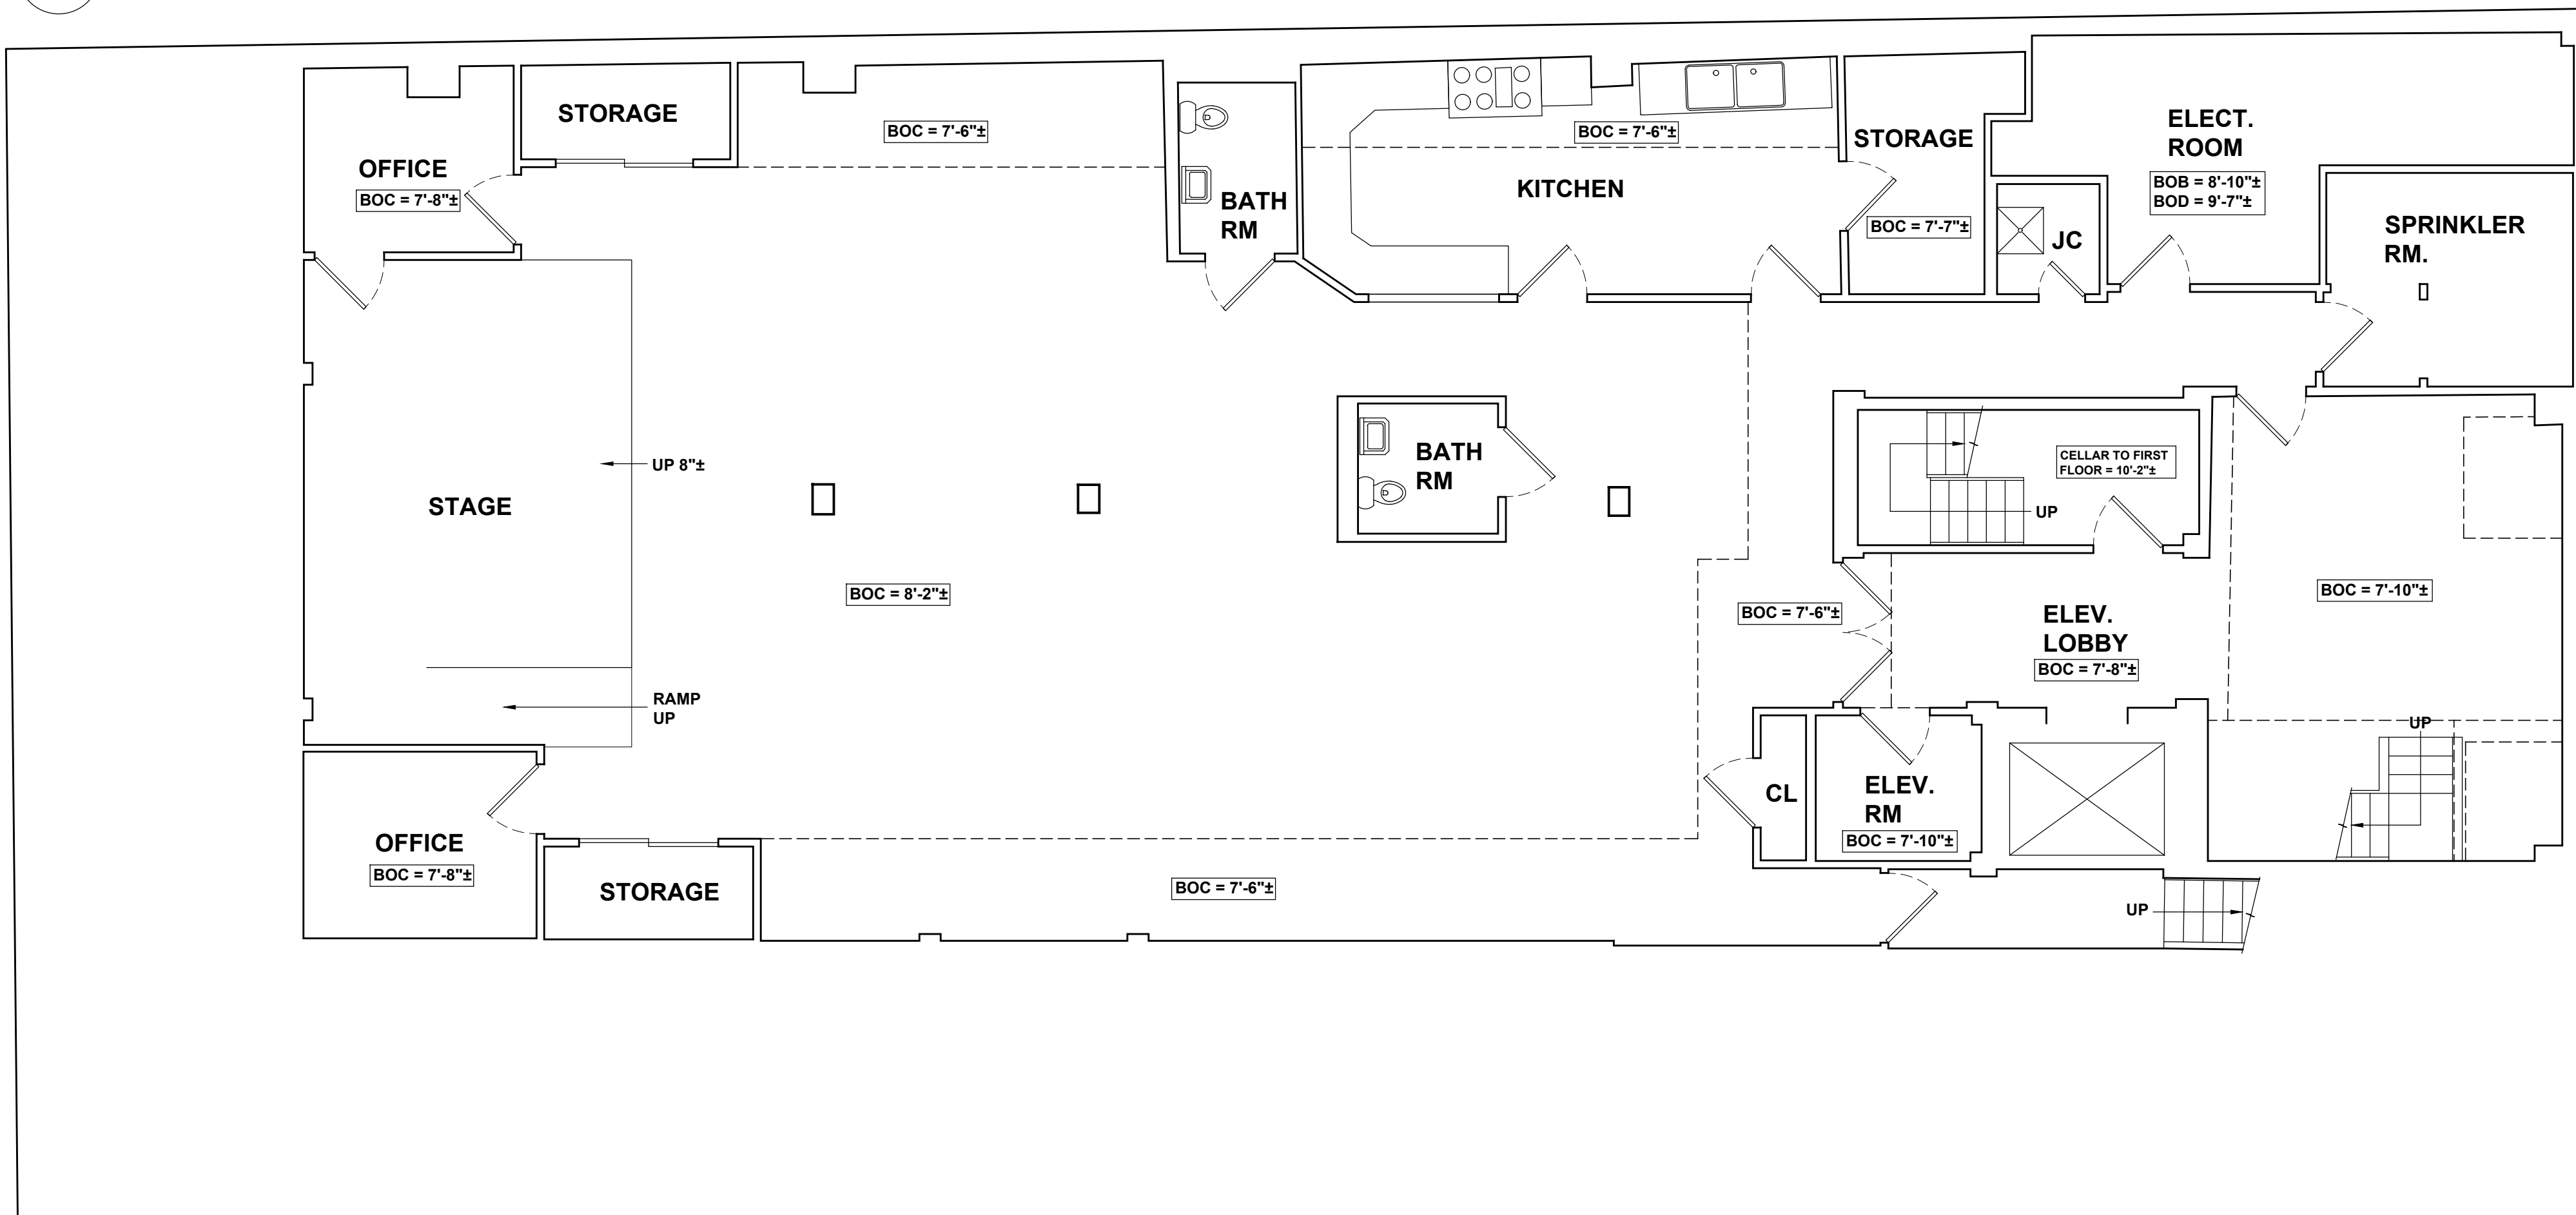 STORAGE
BOC = 7'-6"±
OFFICE
BOC = 7'-8"±
BATH
RM
BOC = 7'-6"±
KITCHEN
STORAGE
BOC = 7'-7"±
JC
ELECT.
ROOM
BOB = 8'-10"±
BOD = 9'-7"±
SPRINKLER
RM.
UP 8"±
STAGE
BATH
RM
CELLAR TO FIRST
FLOOR = 10'-2"±
UP
BOC = 8'-2"±
BOC = 7'-6"±
ELEV.
LOBBY
BOC = 7'-8"±
BOC = 7'-10"±
RAMP
UP
UP
CL
ELEV.
RM
BOC = 7'-10"±
OFFICE
BOC = 7'-8"±
STORAGE
BOC = 7'-6"±
UP